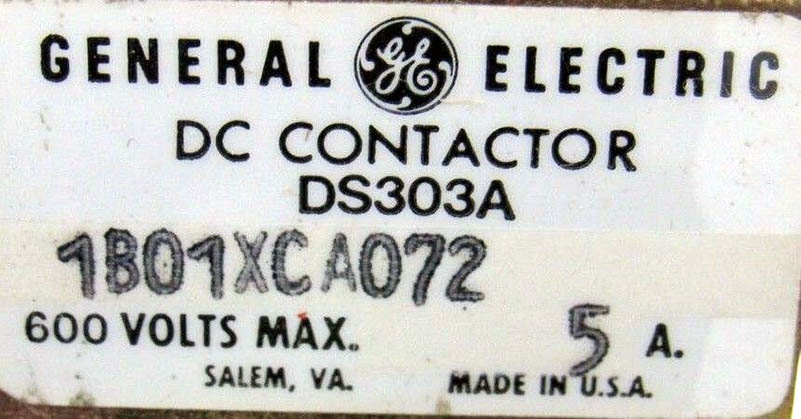 GENERAL GE ELECTRIC
DC CONTACTOR
DS303A
1B01XCA072
600 VOLTS MAX. 5 A.
SALEM, VA. MADE IN U.S.A.